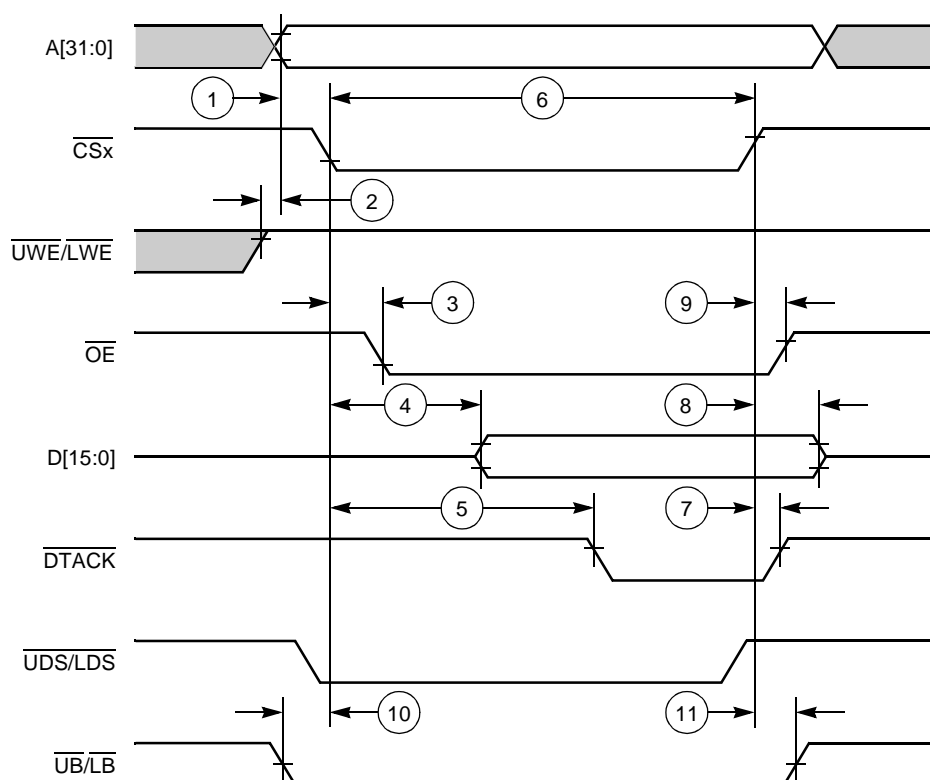 A[31:0]
1
6
CSx
2
UWE/LWE
3
9
OE
4
8
D[15:0]
5
7
DTACK
UDS/LDS
10
11
UB/LB